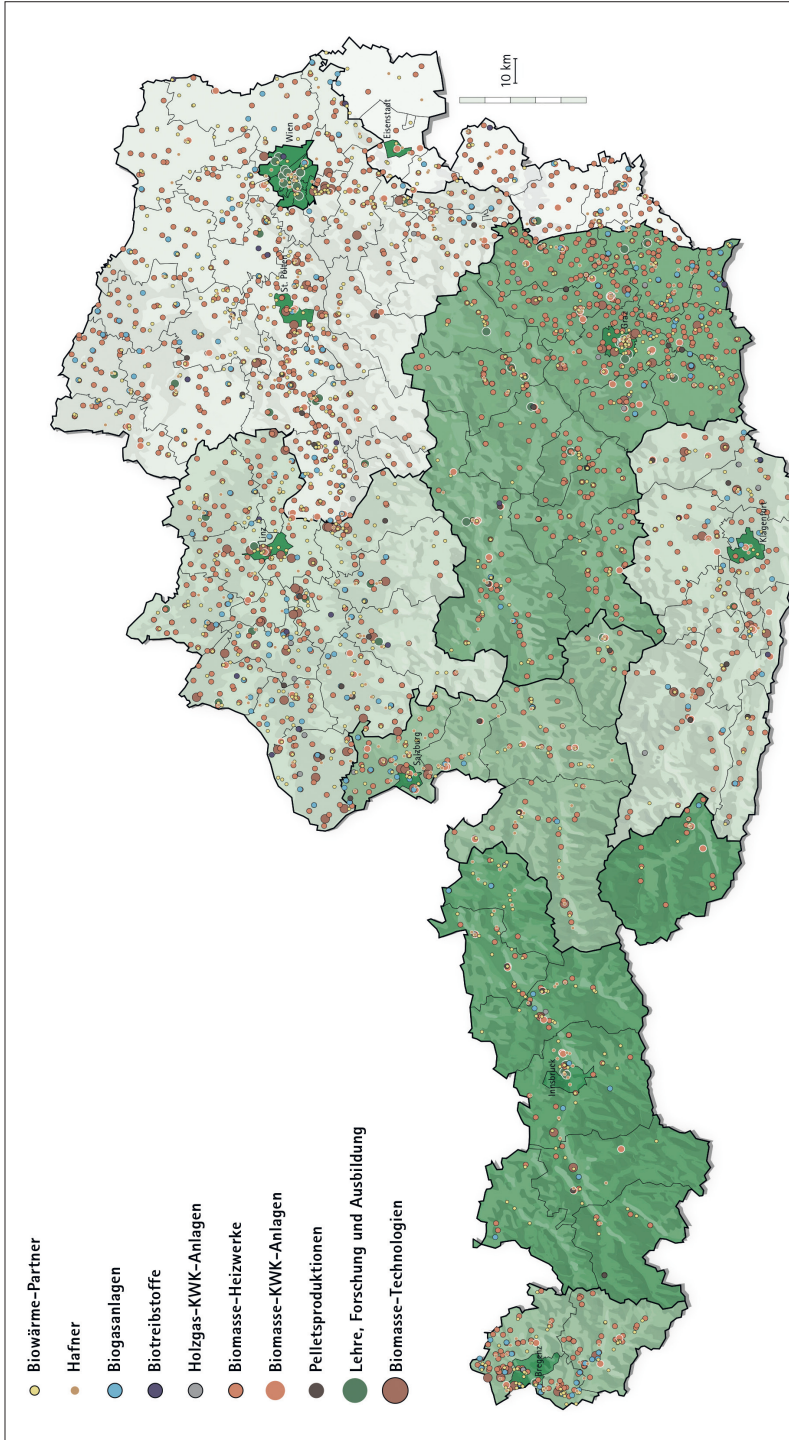 Biowärme-Partner
Hafner
Biogasanlagen
Biotreibstoffe
Holzgas-KWK-Anlagen
Biomasse-Heizwerke
Biomasse-KWK-Anlagen
Pelletsproduktionen
Lehre, Forschung und Ausbildung
Biomasse-Technologien
Bregenz
Innsbruck
Salzburg
Linz
St. Pölten
Wien
Eisenstadt
Graz
Klagenfurt
10 km